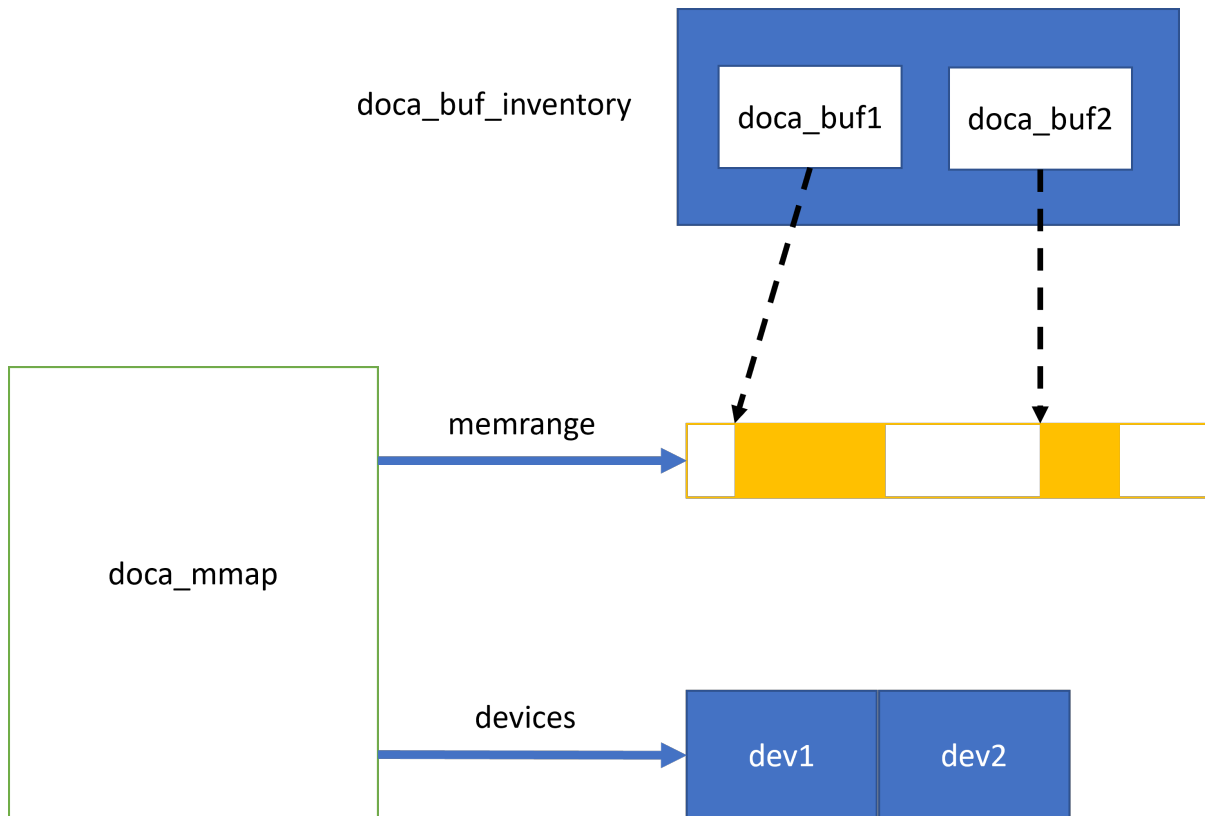 doca_buf_inventory
doca_buf1
doca_buf2
memrange
doca_mmap
devices
dev1
dev2